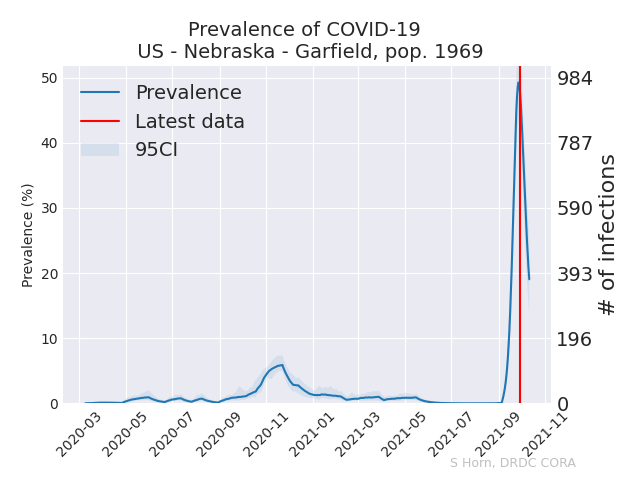 Prevalence of COVID-19
US - Nebraska - Garfield, pop. 1969
Prevalence
Latest data
95CI
Prevalence (%)
50
40
30
20
10
0
984
787
590
393
196
0
# of infections
2020-03
2020-05
2020-07
2020-09
2020-11
2021-01
2021-03
2021-05
2021-07
2021-09
2021-11
S Horn, DRDC CORA